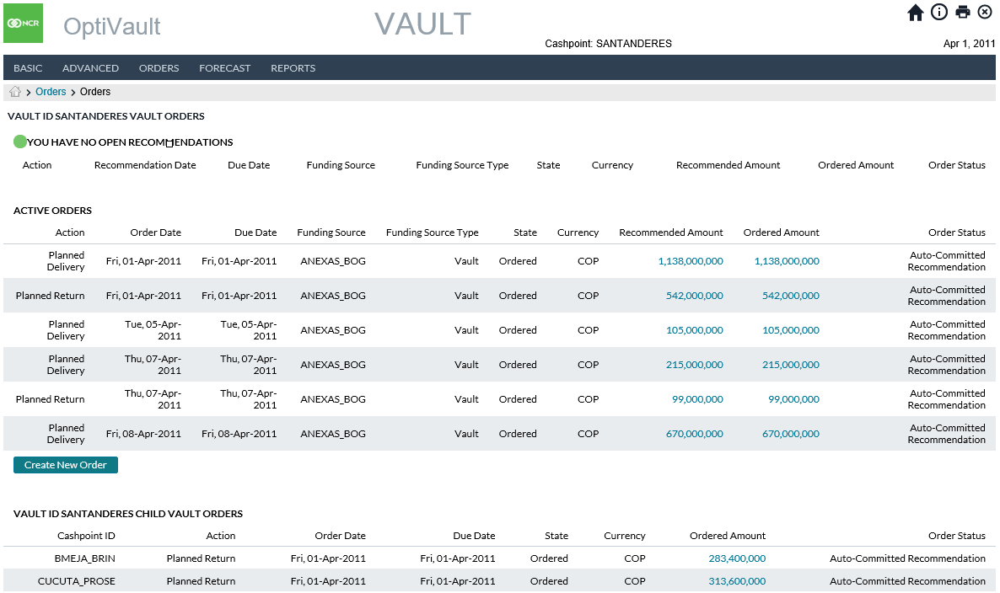 NCR
OptiVault
VAULT
Cashpoint: SANTANDERES
Apr 1, 2011
BASIC ADVANCED ORDERS FORECAST REPORTS
> Orders > Orders
VAULT ID SANTANDERES VAULT ORDERS
YOU HAVE NO OPEN RECOMMENDATIONS
Action Recommendation Date Due Date Funding Source Funding Source Type State Currency Recommended Amount Ordered Amount Order Status
ACTIVE ORDERS
Action Order Date Due Date Funding Source Funding Source Type State Currency Recommended Amount Ordered Amount Order Status
Planned Delivery Fri, 01-Apr-2011 Fri, 01-Apr-2011 ANEXAS_BOG Vault Ordered COP 1,138,000,000 1,138,000,000 Auto-Committed Recommendation
Planned Return Fri, 01-Apr-2011 Fri, 01-Apr-2011 ANEXAS_BOG Vault Ordered COP 542,000,000 542,000,000 Auto-Committed Recommendation
Planned Delivery Tue, 05-Apr-2011 Tue, 05-Apr-2011 ANEXAS_BOG Vault Ordered COP 105,000,000 105,000,000 Auto-Committed Recommendation
Planned Delivery Thu, 07-Apr-2011 Thu, 07-Apr-2011 ANEXAS_BOG Vault Ordered COP 215,000,000 215,000,000 Auto-Committed Recommendation
Planned Return Thu, 07-Apr-2011 Thu, 07-Apr-2011 ANEXAS_BOG Vault Ordered COP 99,000,000 99,000,000 Auto-Committed Recommendation
Planned Delivery Fri, 08-Apr-2011 Fri, 08-Apr-2011 ANEXAS_BOG Vault Ordered COP 670,000,000 670,000,000 Auto-Committed Recommendation
Create New Order
VAULT ID SANTANDERES CHILD VAULT ORDERS
Cashpoint ID Action Order Date Due Date State Currency Ordered Amount Order Status
BMEJA_BRIN Planned Return Fri, 01-Apr-2011 Fri, 01-Apr-2011 Ordered COP 283,400,000 Auto-Committed Recommendation
CUCUTA_PROSE Planned Return Fri, 01-Apr-2011 Fri, 01-Apr-2011 Ordered COP 313,600,000 Auto-Committed Recommendation